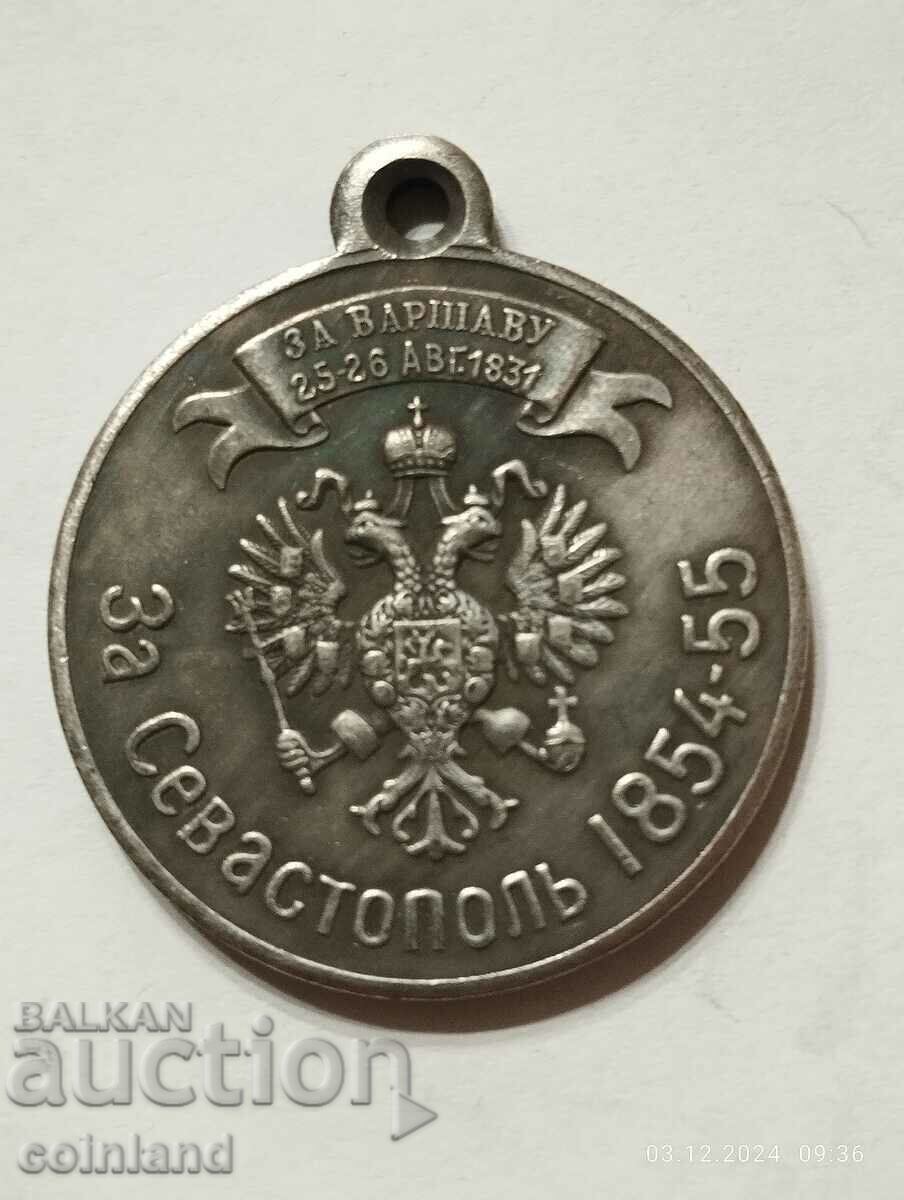 ЗА ВАРШАВУ
25-26 АВГ.1831
За Севастополь 1854-55
BALKAN
auction
coinland
03.12.2024 09:36